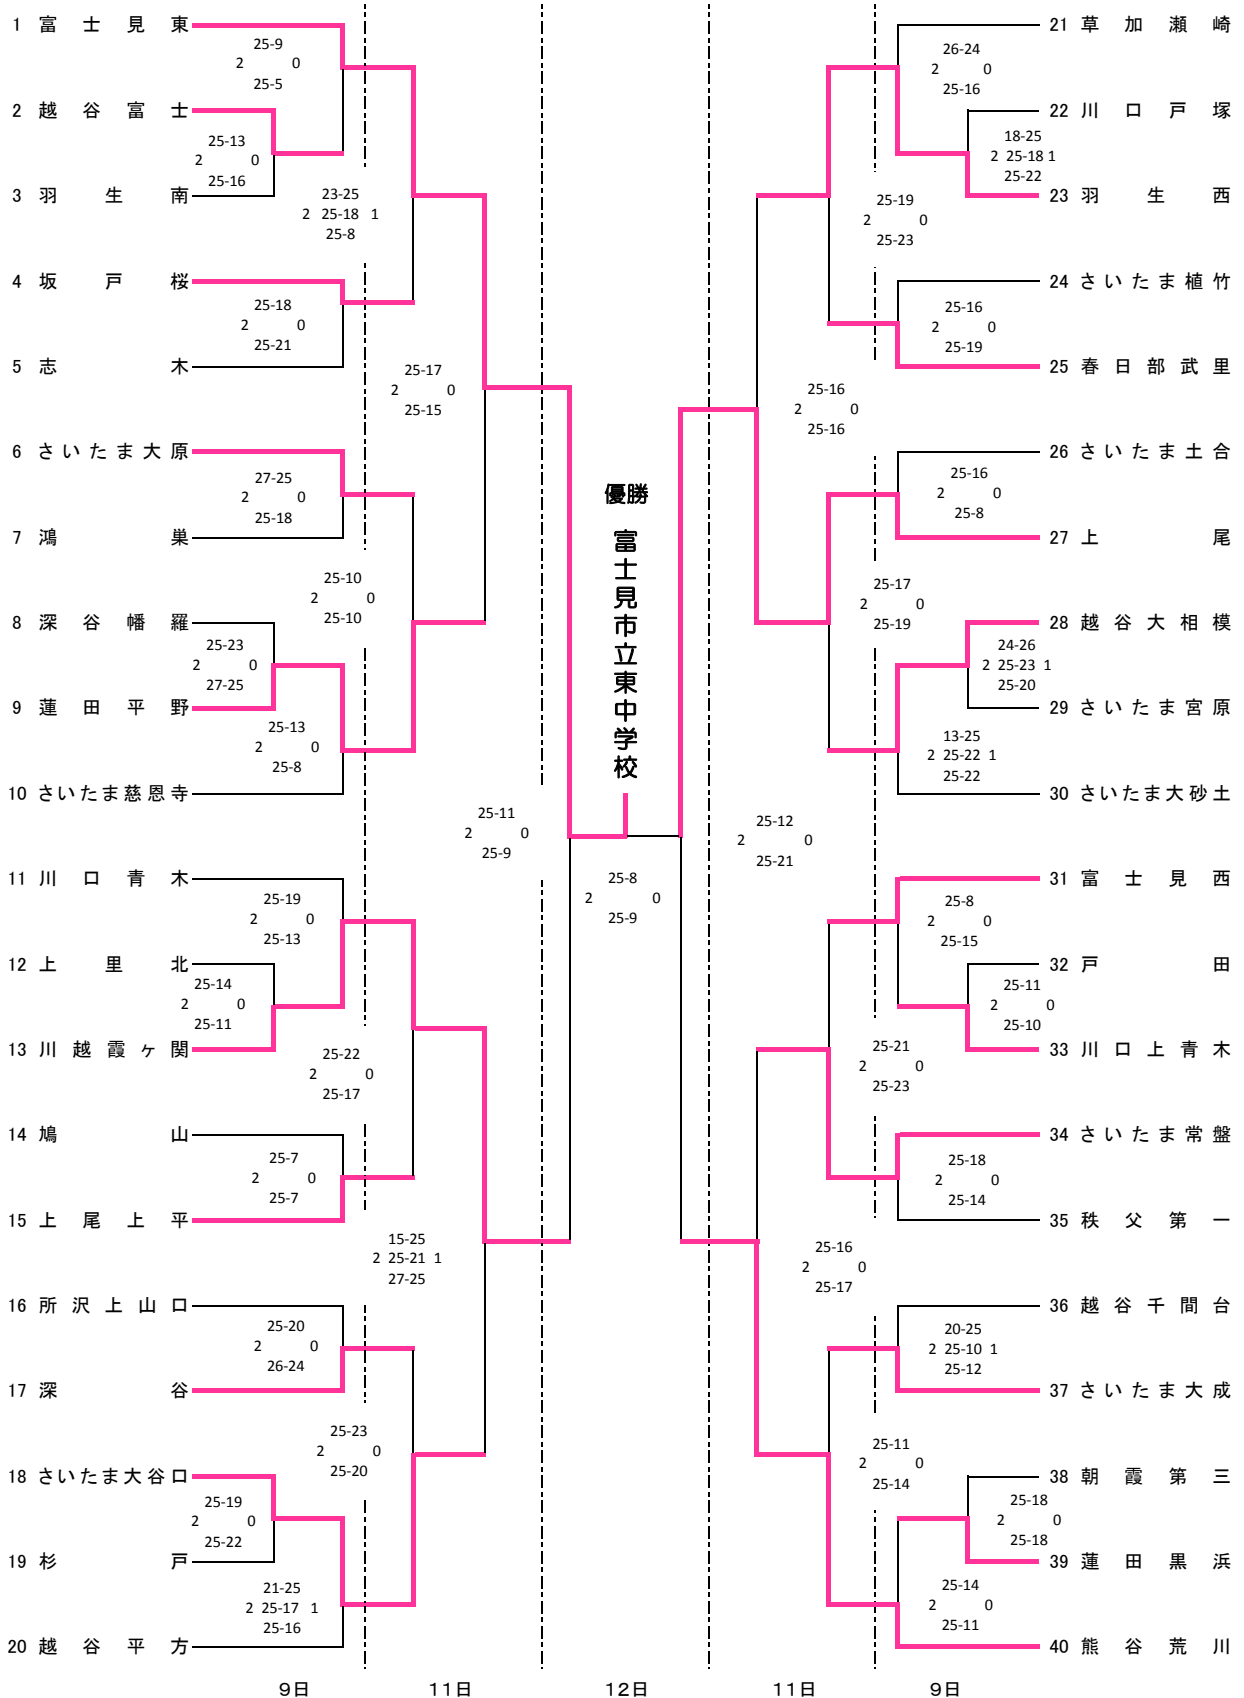 1 富士見東
25-9
2 0
25-5
2 越谷富士
25-13
2 0
25-16
3 羽生南
23-25
2 25-18 1
25-8
4 坂戸桜
25-18
2 0
25-21
5 志木
25-17
2 0
25-15
6 さいたま大原
27-25
2 0
25-18
7 鴻巣
25-10
2 0
25-10
8 深谷幡羅
25-23
2 0
27-25
9 蓮田平野
25-13
2 0
25-8
10 さいたま慈恩寺
25-11
2 0
25-9
11 川口青木
25-19
2 0
25-13
12 上里北
25-14
2 0
25-11
13 川越霞ヶ関
25-22
2 0
25-17
14 鳩山
25-7
2 0
25-7
15 上尾上平
15-25
2 25-21 1
27-25
16 所沢上山口
25-20
2 0
26-24
17 深谷
25-23
2 0
25-20
18 さいたま大谷口
25-19
2 0
25-22
19 杉戸
21-25
2 25-17 1
25-16
20 越谷平方
優勝
富士見市立東中学校
25-8
2 0
25-9
21 草加瀬崎
26-24
2 0
25-16
22 川口戸塚
18-25
2 25-18 1
25-22
23 羽生西
25-19
2 0
25-23
24 さいたま植竹
25-16
2 0
25-19
25 春日部武里
25-16
2 0
25-16
26 さいたま土合
25-16
2 0
25-8
27 上尾
25-17
2 0
25-19
28 越谷大相模
24-26
2 25-23 1
25-20
29 さいたま宮原
13-25
2 25-22 1
25-22
30 さいたま大砂土
25-12
2 0
25-21
31 富士見西
25-8
2 0
25-15
32 戸田
25-11
2 0
25-10
33 川口上青木
25-21
2 0
25-23
34 さいたま常盤
25-18
2 0
25-14
35 秩父第一
25-16
2 0
25-17
36 越谷千間台
20-25
2 25-10 1
25-12
37 さいたま大成
25-11
2 0
25-14
38 朝霞第三
25-18
2 0
25-18
39 蓮田黒浜
25-14
2 0
25-11
40 熊谷荒川
9日 11日 12日 11日 9日